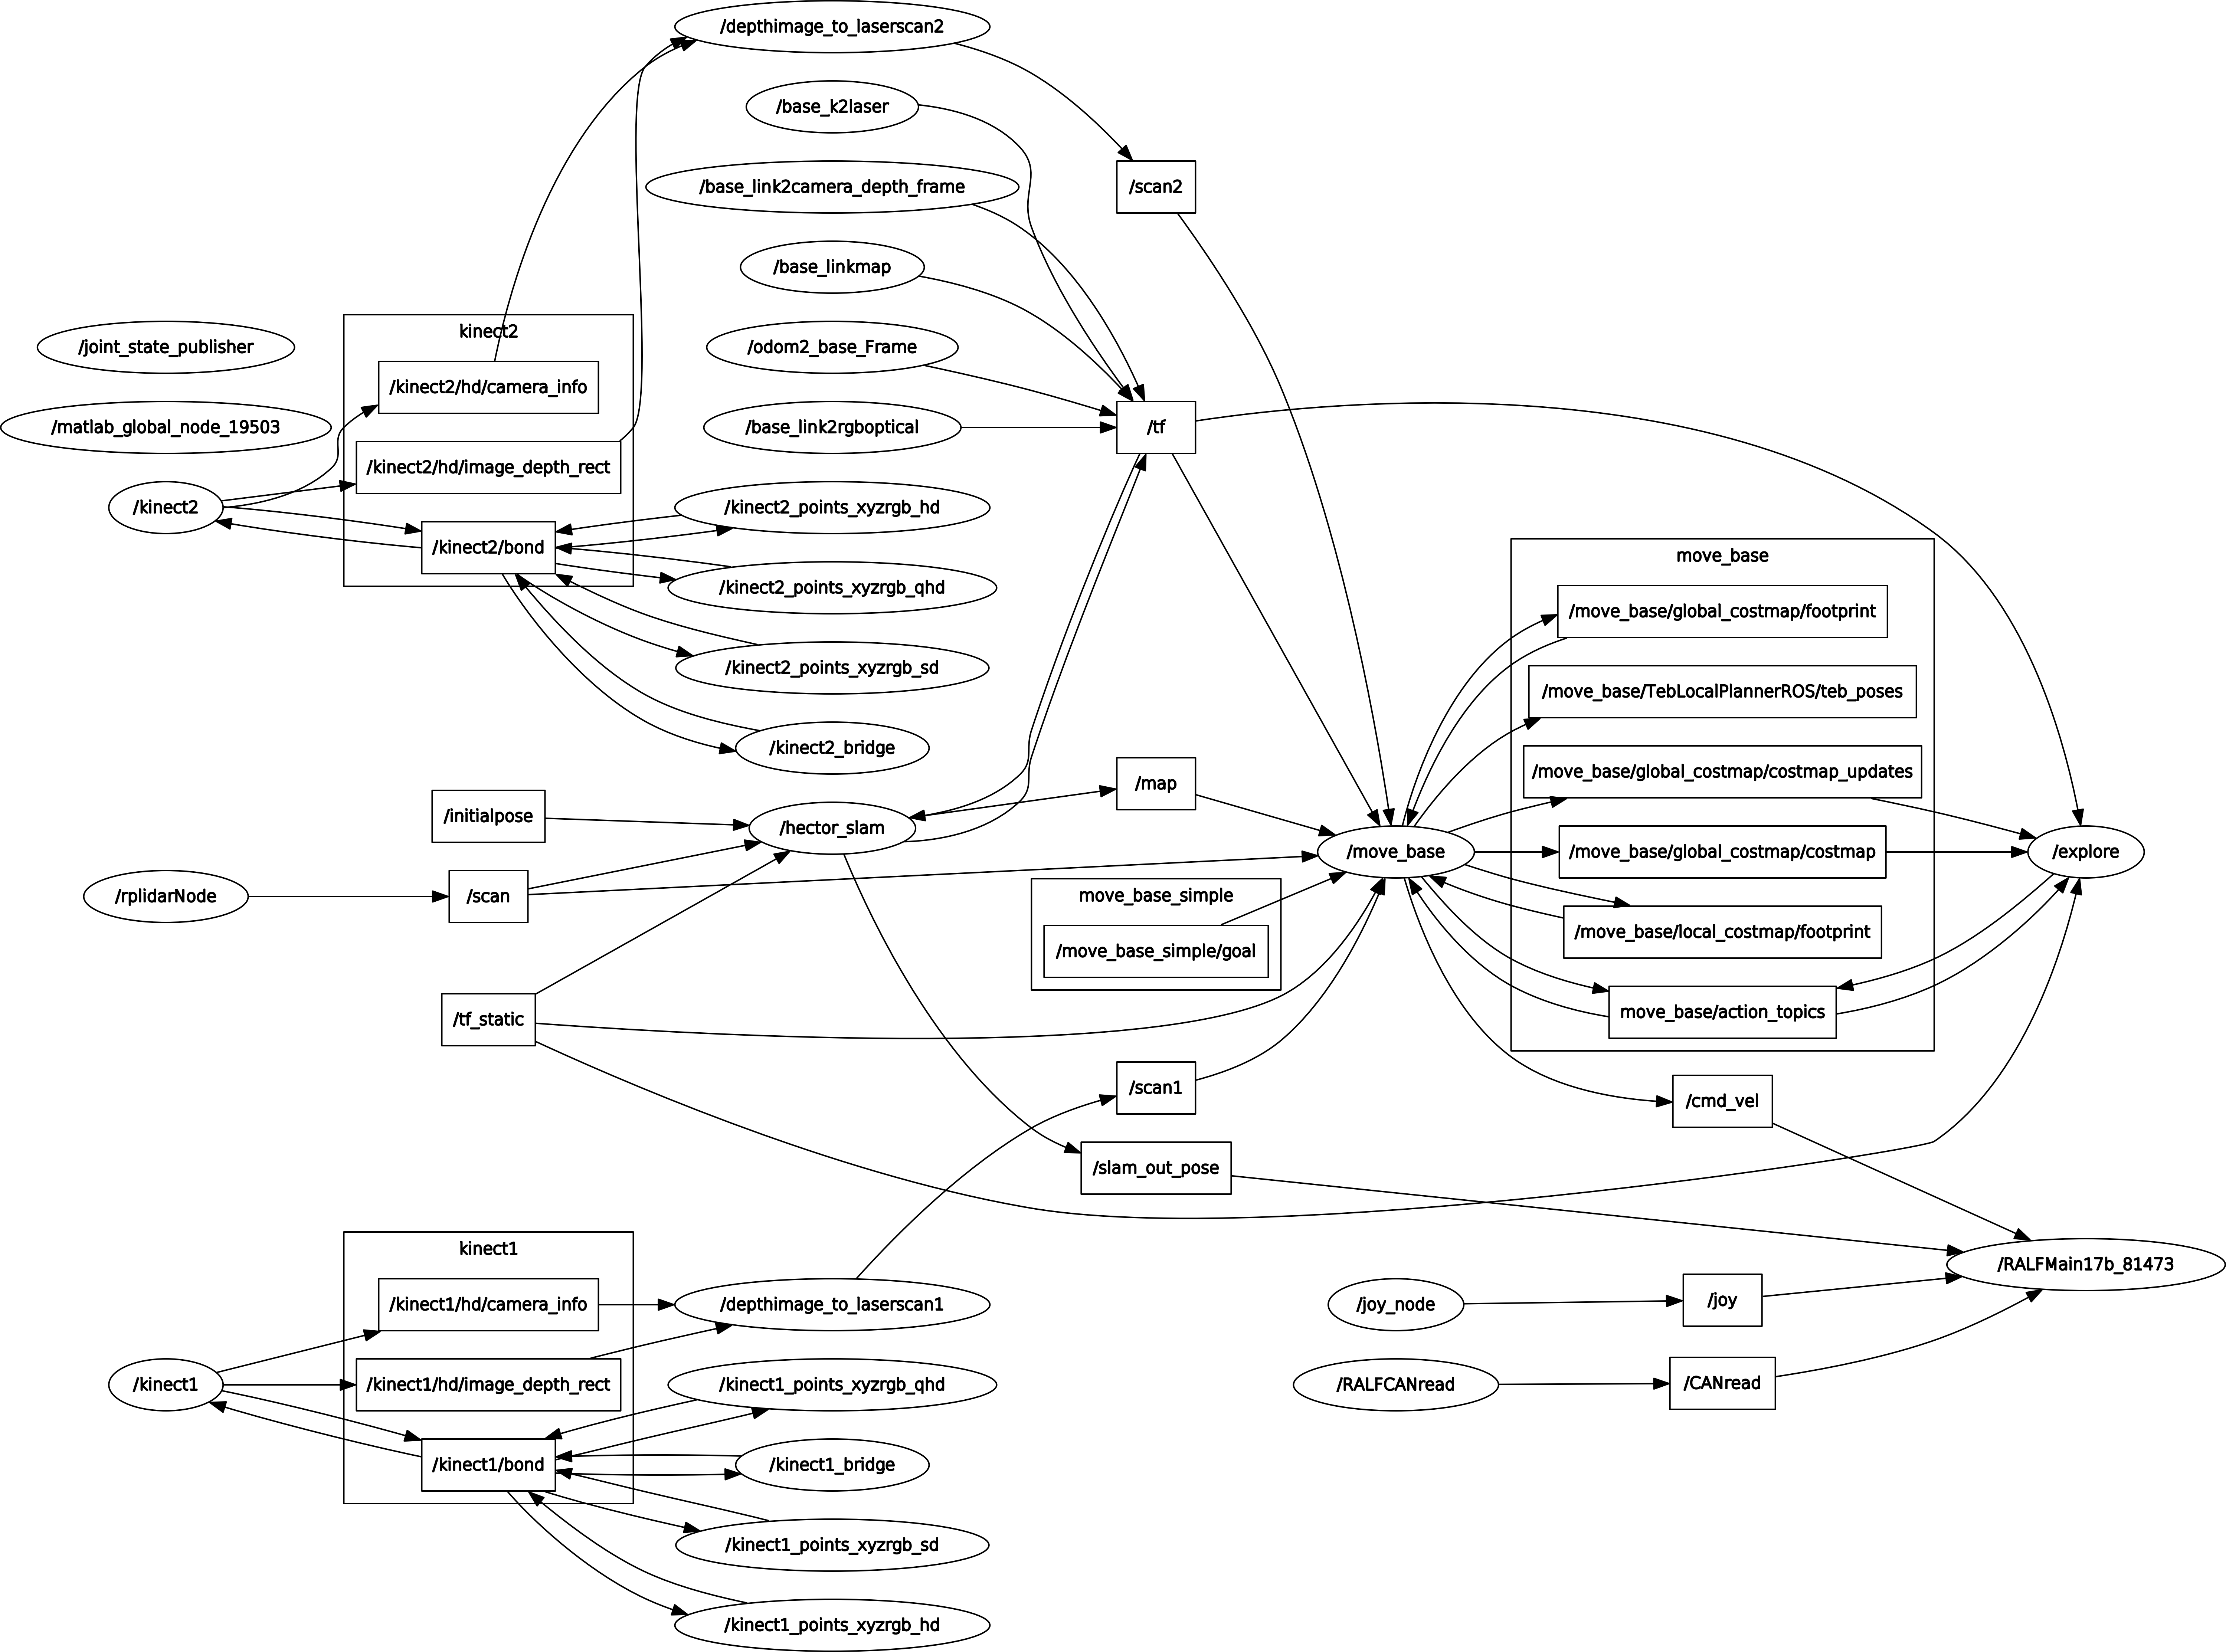 /depthimage_to_laserscan2
/base_k2laser
/base_link2camera_depth_frame
/scan2
/base_linkmap
kinect2
/joint_state_publisher
/odom2_base_Frame
/kinect2/hd/camera_info
/matlab_global_node_19503
/base_link2rgboptical
/tf
/kinect2/hd/image_depth_rect
/kinect2
/kinect2_points_xyzrgb_hd
/kinect2/bond
move_base
/kinect2_points_xyzrgb_qhd
/move_base/global_costmap/footprint
/kinect2_points_xyzrgb_sd
/move_base/TebLocalPlannerROS/teb_poses
/kinect2_bridge
/move_base/global_costmap/costmap_updates
/map
/initialpose
/hector_slam
/move_base
/move_base/global_costmap/costmap
/explore
/rplidarNode
/scan
move_base_simple
/move_base/local_costmap/footprint
/move_base_simple/goal
move_base/action_topics
/tf_static
/scan1
/cmd_vel
/slam_out_pose
kinect1
/RALFMain17b_81473
/kinect1/hd/camera_info
/depthimage_to_laserscan1
/joy_node
/joy
/kinect1
/kinect1/hd/image_depth_rect
/kinect1_points_xyzrgb_qhd
/RALFCANread
/CANread
/kinect1/bond
/kinect1_bridge
/kinect1_points_xyzrgb_sd
/kinect1_points_xyzrgb_hd